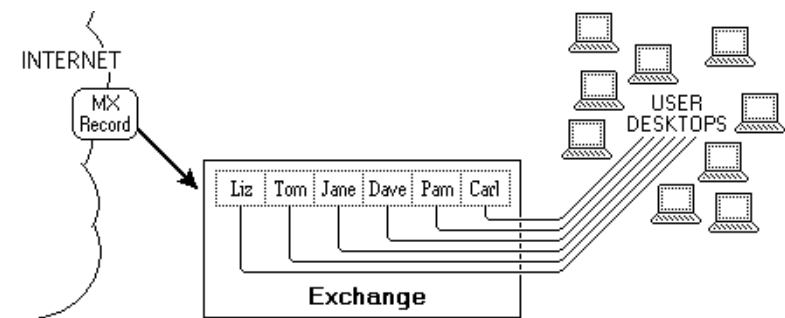 INTERNET
MX
Record
USER
DESKTOPS
Liz Tom Jane Dave Pam Carl
Exchange